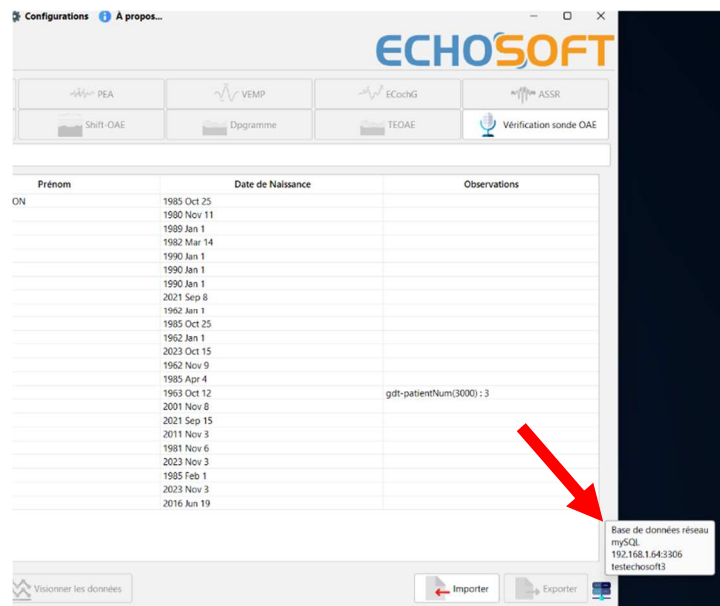 Configurations À propos...
ECHOSOFT
PEA VEMP ECochG ASSR
Shift-OAE Dpgramme TEOAE Vérification sonde OAE
Prénom Date de Naissance Observations
ON 1985 Oct 25
1980 Nov 11
1989 Jan 1
1982 Mar 14
1990 Jan 1
1990 Jan 1
1990 Jan 1
2021 Sep 8
1962 Jan 1
1985 Oct 25
1962 Jan 1
2023 Oct 15
1962 Nov 9
1985 Apr 4
1963 Oct 12 gdt-patientNum(3000) : 3
2001 Nov 8
2021 Sep 15
2011 Nov 3
1981 Nov 6
2023 Nov 3
1985 Feb 1
2023 Nov 3
2016 Jun 19
Base de données réseau
mySQL
192.168.1.64:3306
testechosoft3
Visionner les données Importer Exporter